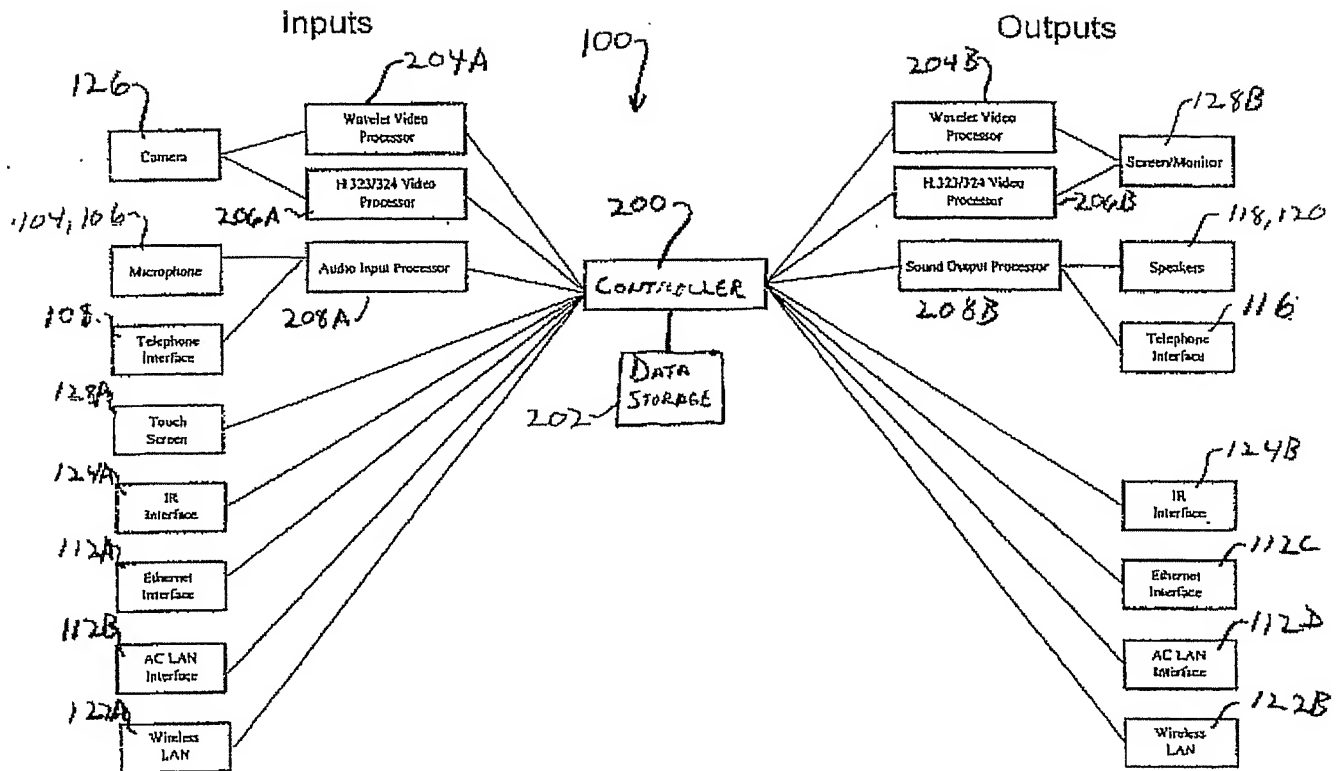 Inputs
Outputs
100
204A
204B
126
128B
Wavelet Video
Processor
Wavelet Video
Processor
Camera
Screen/Monitor
H.323/324 Video
Processor
H.323/324 Video
Processor
206A
206B
200
104, 106
118, 120
Microphone
Audio Input Processor
CONTROLLER
Sound Output Processor
Speakers
208A
208B
108
116
Telephone
Interface
Telephone
Interface
DATA
STORAGE
202
128A
Touch
Screen
124A
124B
IR
Interface
IR
Interface
112A
112C
Ethernet
Interface
Ethernet
Interface
112B
112D
AC LAN
Interface
AC LAN
Interface
122A
122B
Wireless
LAN
Wireless
LAN